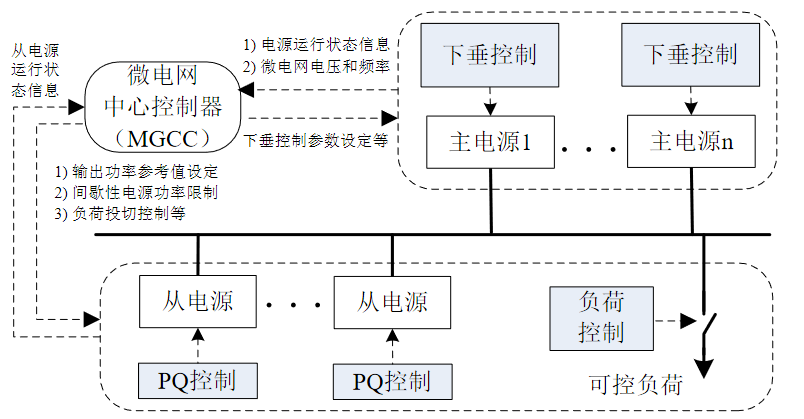 从电源
运行状
态信息
微电网
中心控制器
（MGCC）
1) 电源运行状态信息
2) 微电网电压和频率
下垂控制参数设定等
下垂控制
下垂控制
主电源1
主电源n
1) 输出功率参考值设定
2) 间歇性电源功率限制
3) 负荷投切控制等
从电源
从电源
PQ控制
PQ控制
负荷
控制
可控负荷